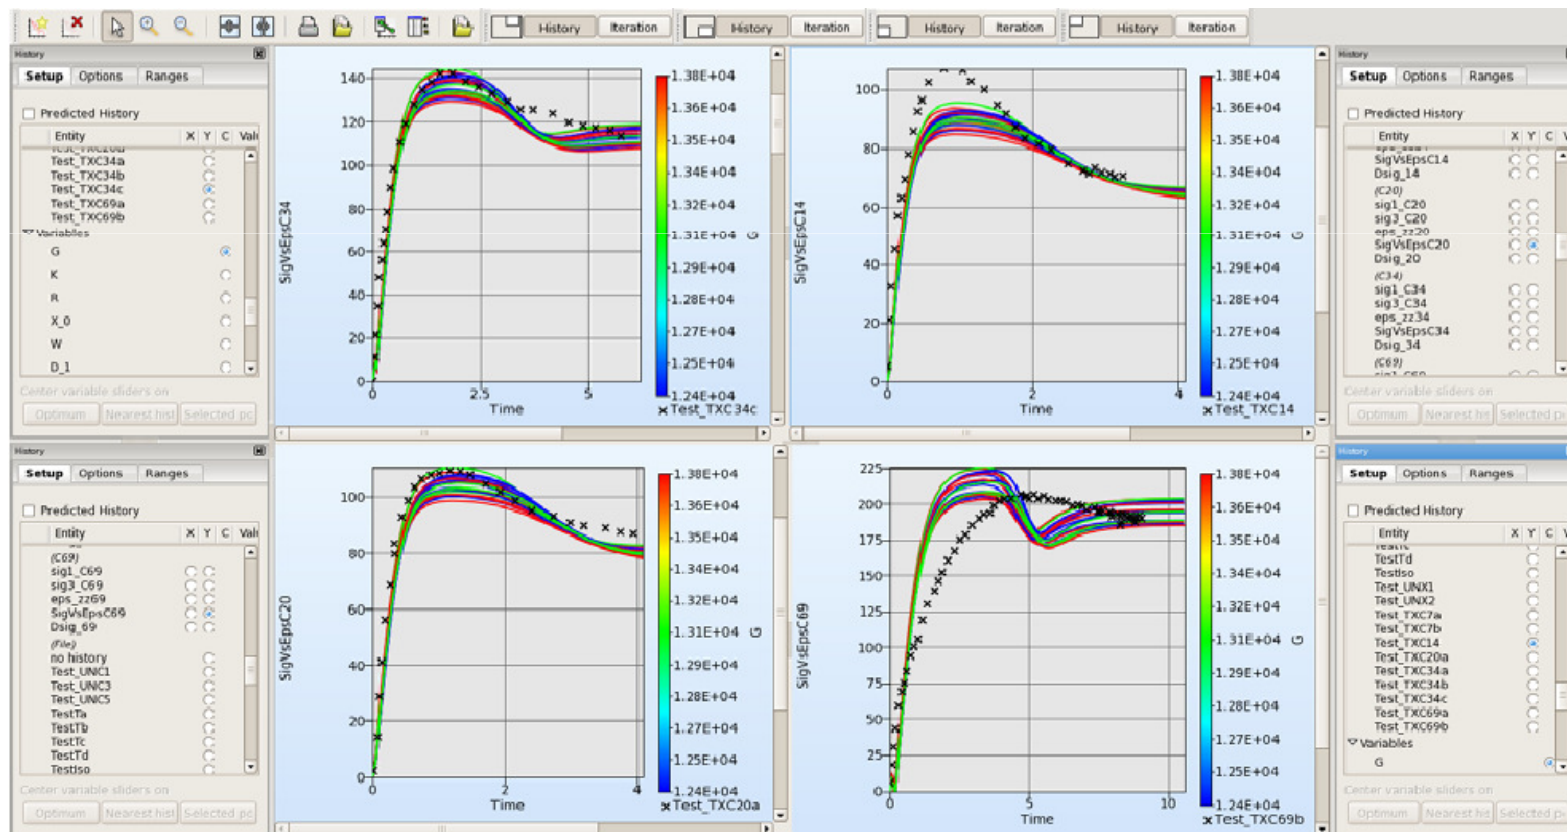 History Iteration History Iteration History Iteration History Iteration
History
Setup Options Ranges
Predicted History
Entity X Y C Valu
Test_TXC20a
Test_TXC34a
Test_TXC34b
Test_TXC34c
Test_TXC69a
Test_TXC69b
Variables
G
K
R
X_0
W
D_1
Center variable sliders on
Optimum Nearest hist Selected pc
SigVsEpsC34
140
120
100
80
60
40
20
0
0 2.5 5
Time
1.38E+04
1.36E+04
1.35E+04
1.34E+04
1.32E+04
1.31E+04
1.29E+04
1.28E+04
1.27E+04
1.25E+04
1.24E+04
G
Test_TXC34c
SigVsEpsC14
100
80
60
40
20
0
0 2 4
Time
1.38E+04
1.36E+04
1.35E+04
1.34E+04
1.32E+04
1.31E+04
1.29E+04
1.28E+04
1.27E+04
1.25E+04
1.24E+04
G
Test_TXC14
History
Setup Options Ranges
Predicted History
Entity X Y C V
SigVsEpsC14
Dsig_14
(C20)
sig1_C20
sig3_C20
eps_zz20
SigVsEpsC20
Dsig_20
(C34)
sig1_C34
sig3_C34
eps_zz34
SigVsEpsC34
Dsig_34
(C69)
sig1_C69
Center variable sliders on
Optimum Nearest his Selected p
History
Setup Options Ranges
Predicted History
Entity X Y C Valu
(C69)
sig1_C69
sig3_C69
eps_zz69
SigVsEpsC69
Dsig_69
(File)
no history
Test_UNIC1
Test_UNIC3
Test_UNIC5
TestTa
TestTb
TestTc
TestTd
TestIso
Center variable sliders on
Optimum Nearest hist Selected pc
SigVsEpsC20
100
80
60
40
20
0
0 2 4
Time
1.38E+04
1.36E+04
1.35E+04
1.34E+04
1.32E+04
1.31E+04
1.29E+04
1.28E+04
1.27E+04
1.25E+04
1.24E+04
G
Test_TXC20a
SigVsEpsC69
225
200
175
150
125
100
75
50
25
0
0 5 10
Time
1.38E+04
1.36E+04
1.35E+04
1.34E+04
1.32E+04
1.31E+04
1.29E+04
1.28E+04
1.27E+04
1.25E+04
1.24E+04
G
Test_TXC69b
History
Setup Options Ranges
Predicted History
Entity X Y C V
TestTc
TestTd
TestIso
Test_UNX1
Test_UNX2
Test_TXC7a
Test_TXC7b
Test_TXC14
Test_TXC20a
Test_TXC34a
Test_TXC34b
Test_TXC34c
Test_TXC69a
Test_TXC69b
Variables
G
Center variable sliders on
Optimum Nearest his Selected p